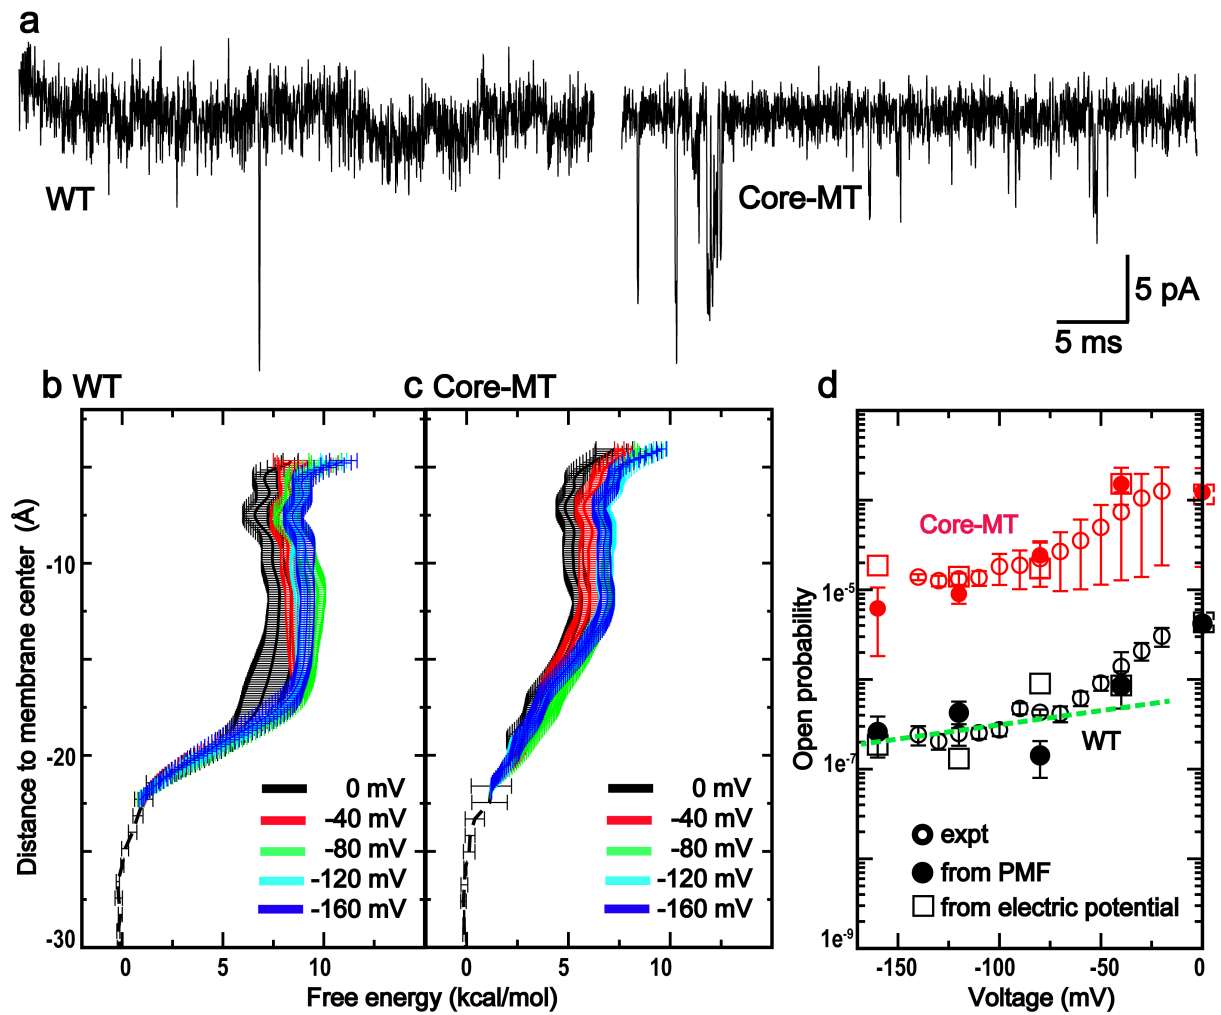 a
WT
Core-MT
5 pA
5 ms
b WT
c Core-MT
d
Distance to membrane center (Å)
-10
-20
-30
0 mV
-40 mV
-80 mV
-120 mV
-160 mV
0 mV
-40 mV
-80 mV
-120 mV
-160 mV
0
5
10
0
5
10
Free energy (kcal/mol)
Open probability
1e-5
1e-7
1e-9
Core-MT
WT
expt
from PMF
from electric potential
-150
-100
-50
0
Voltage (mV)